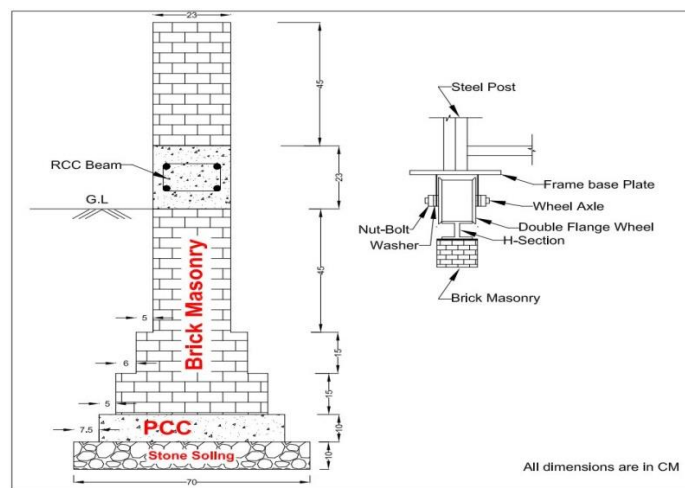 23
45
Steel Post
RCC Beam
23
G.L
Frame base Plate
Wheel Axle
Nut-Bolt
Double Flange Wheel
Washer
H-Section
45
Brick Masonry
Brick Masonry
5
6
15
5
15
7.5
PCC
10
Stone Soling
10
70
All dimensions are in CM